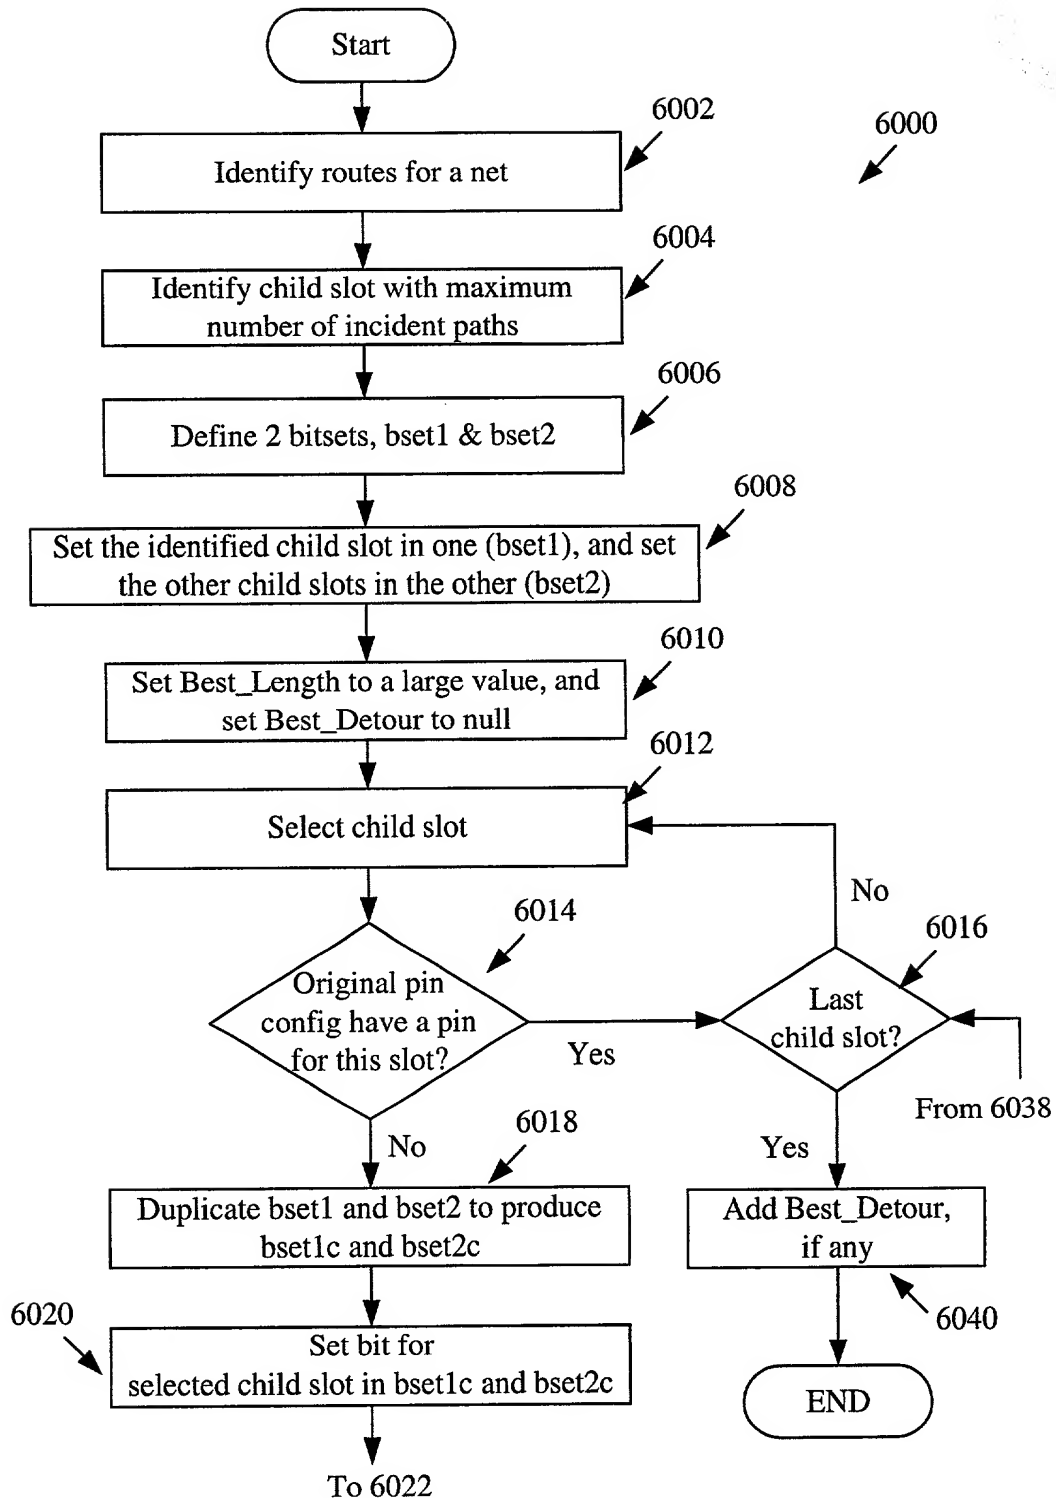 Start
6002
6000
Identify routes for a net
6004
Identify child slot with maximum
number of incident paths
6006
Define 2 bitsets, bset1 & bset2
6008
Set the identified child slot in one (bset1), and set
the other child slots in the other (bset2)
6010
Set Best_Length to a large value, and
set Best_Detour to null
6012
Select child slot
No
6014
6016
Original pin
config have a pin
for this slot?
Yes
Last
child slot?
From 6038
No
6018
Yes
Duplicate bset1 and bset2 to produce
bset1c and bset2c
Add Best_Detour,
if any
6020
6040
Set bit for
selected child slot in bset1c and bset2c
END
To 6022